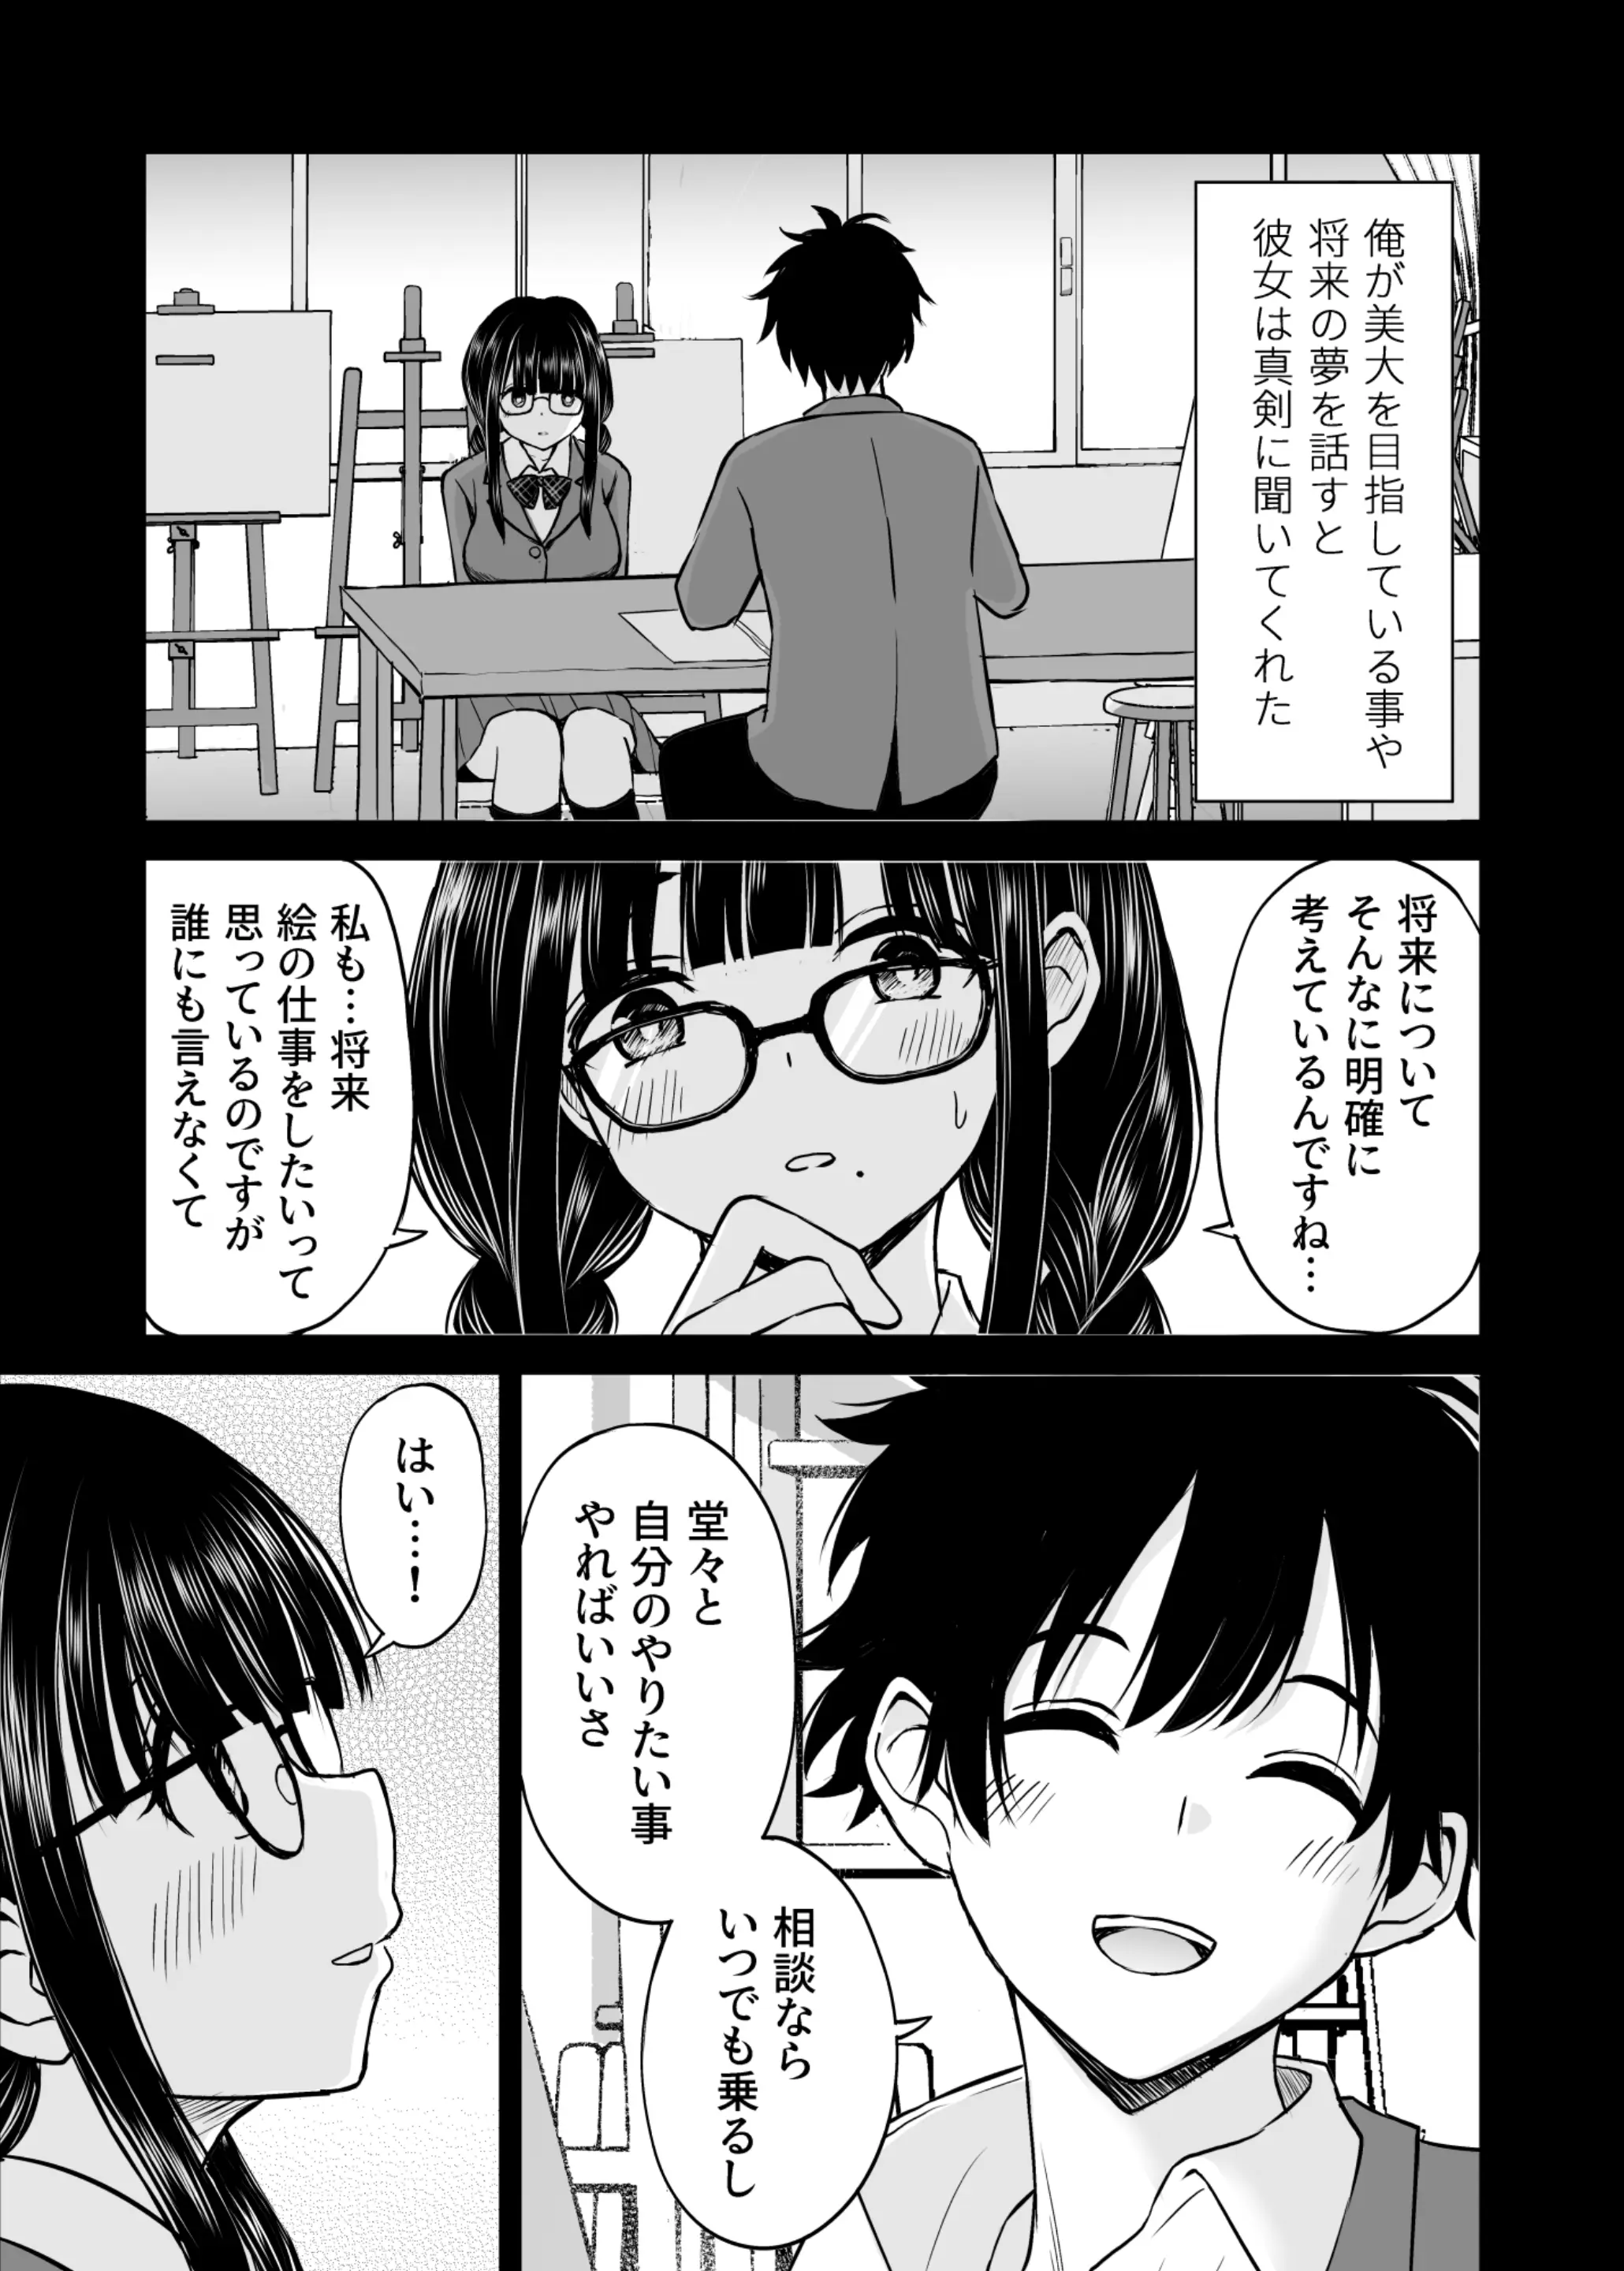 俺が美大を目指している事や
将来の夢を話すと
彼女は真剣に聞いてくれた
将来について
そんなに明確に
考えているんですね…
私も…将来
絵の仕事をしたいって
思っているのですが
誰にも言えなくて
堂々と
自分のやりたい事
やればいいさ
相談なら
いつでも乗るし
はい…！